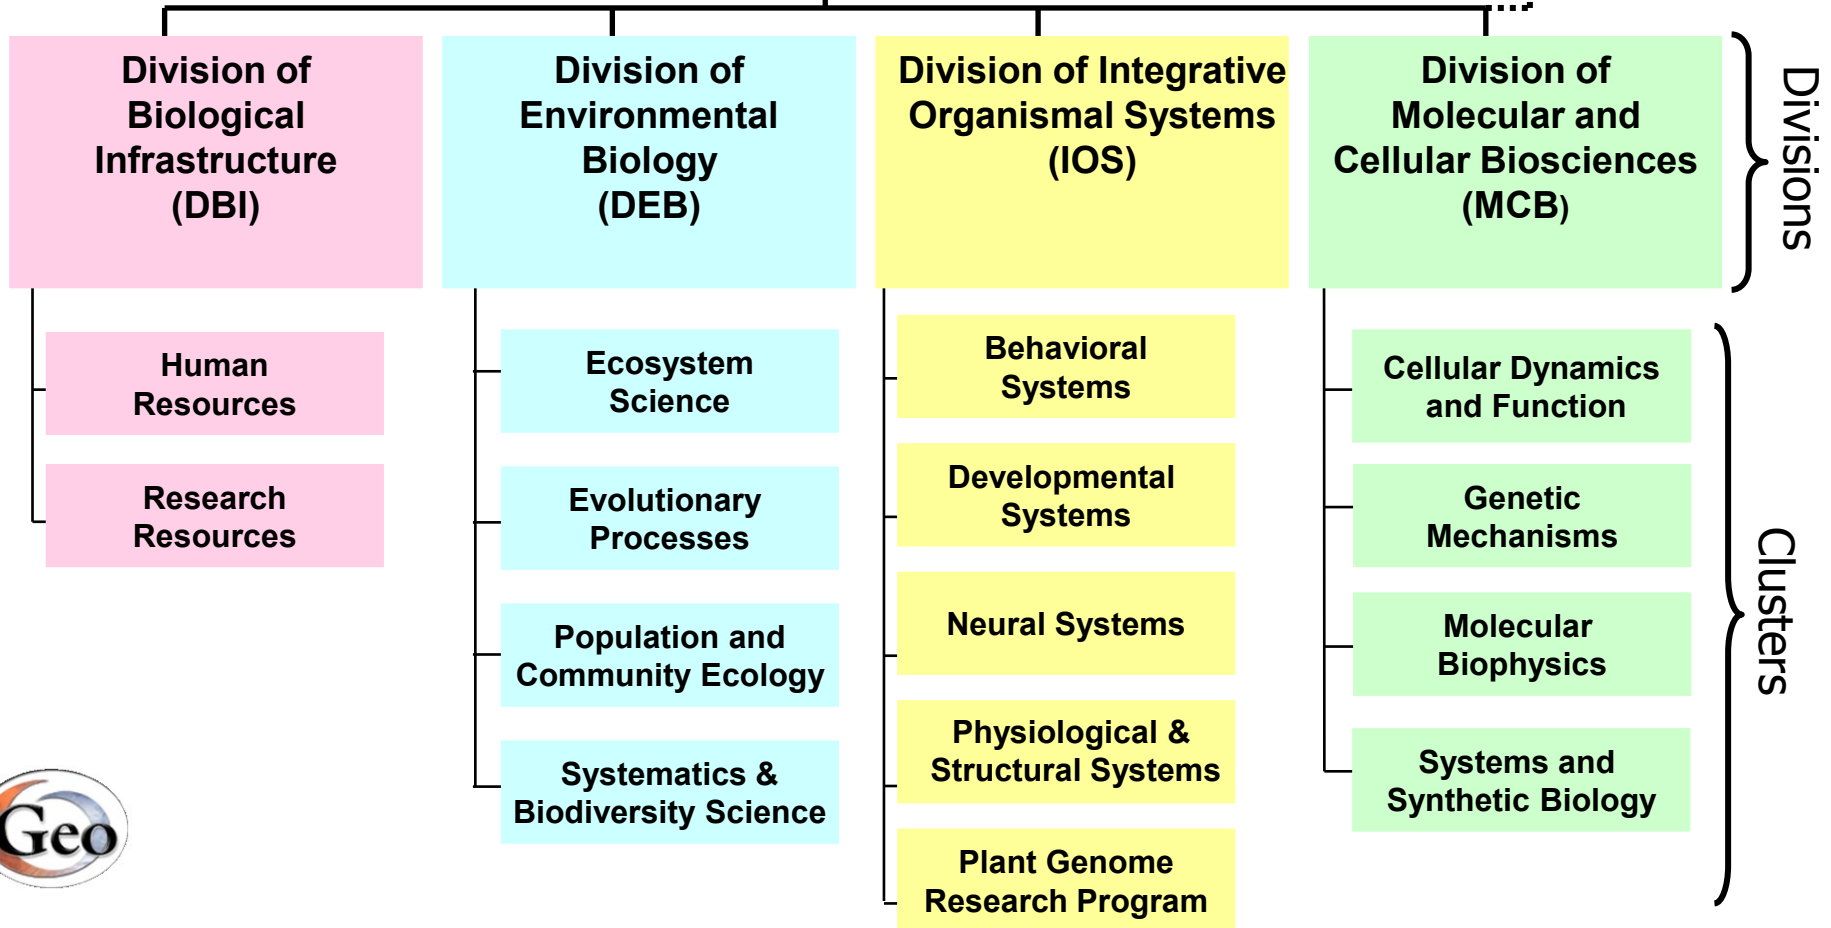 Division of
Biological
Infrastructure
(DBI)
Division of
Environmental
Biology
(DEB)
Division of Integrative
Organismal Systems
(IOS)
Division of
Molecular and
Cellular Biosciences
(MCB)
Divisions
Human
Resources
Research
Resources
Ecosystem
Science
Evolutionary
Processes
Population and
Community Ecology
Systematics &
Biodiversity Science
Behavioral
Systems
Developmental
Systems
Neural Systems
Physiological &
Structural Systems
Plant Genome
Research Program
Cellular Dynamics
and Function
Genetic
Mechanisms
Molecular
Biophysics
Systems and
Synthetic Biology
Clusters
Geo